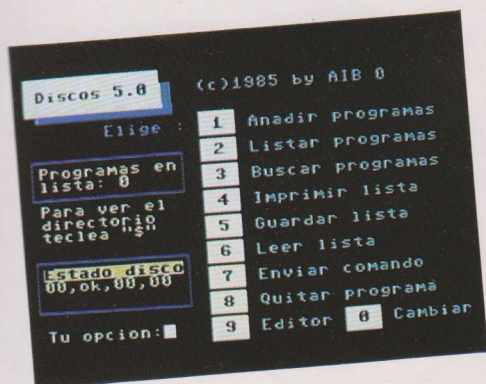 Discos 5.0
(c)1985 by AIB 0
Elige :
1 Anadir programas
2 Listar programas
3 Buscar programas
4 Imprimir lista
5 Guardar lista
6 Leer lista
7 Enviar comando
8 Quitar programa
9 Editor 0 Cambiar
Programas en
lista: 0
Para ver el
directorio
teclea "$"
Estado disco
00,ok,00,00
Tu opcion: